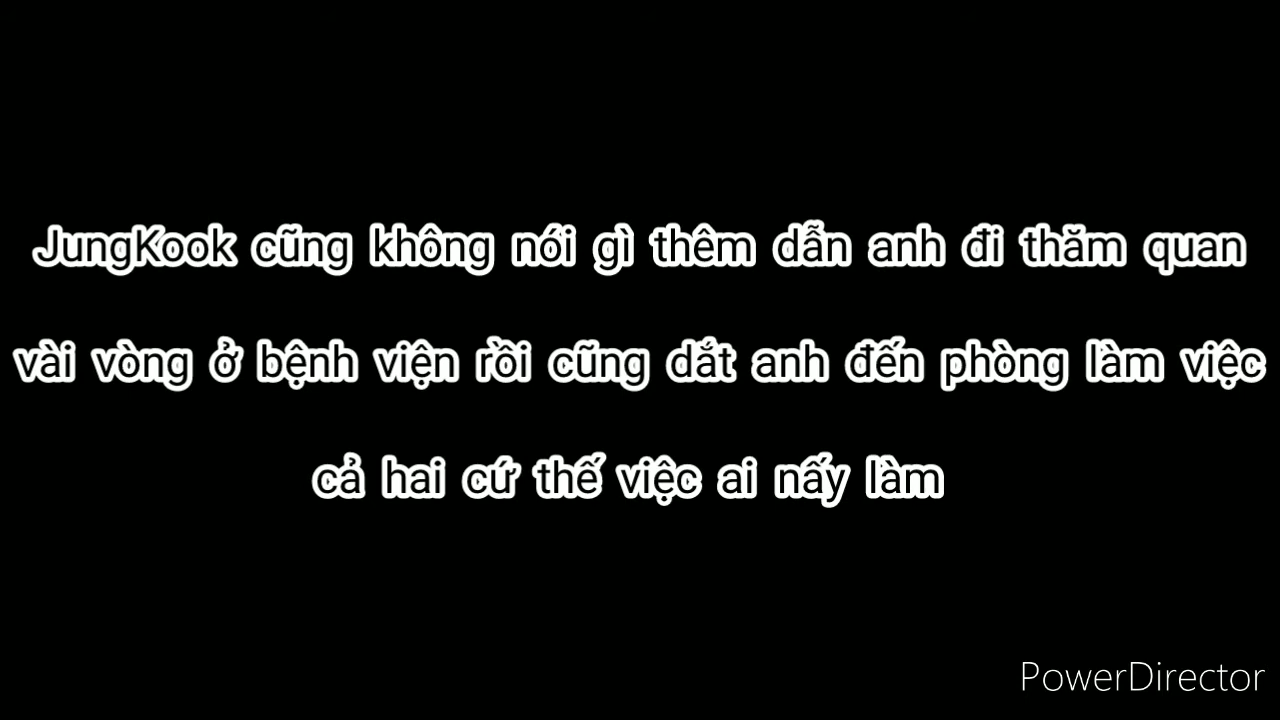 JungKook cũng không nói gì thêm dẫn anh đi thăm quan
vài vòng ở bệnh viện rồi cũng dắt anh đến phòng làm việc
cả hai cứ thế việc ai nấy làm
PowerDirector